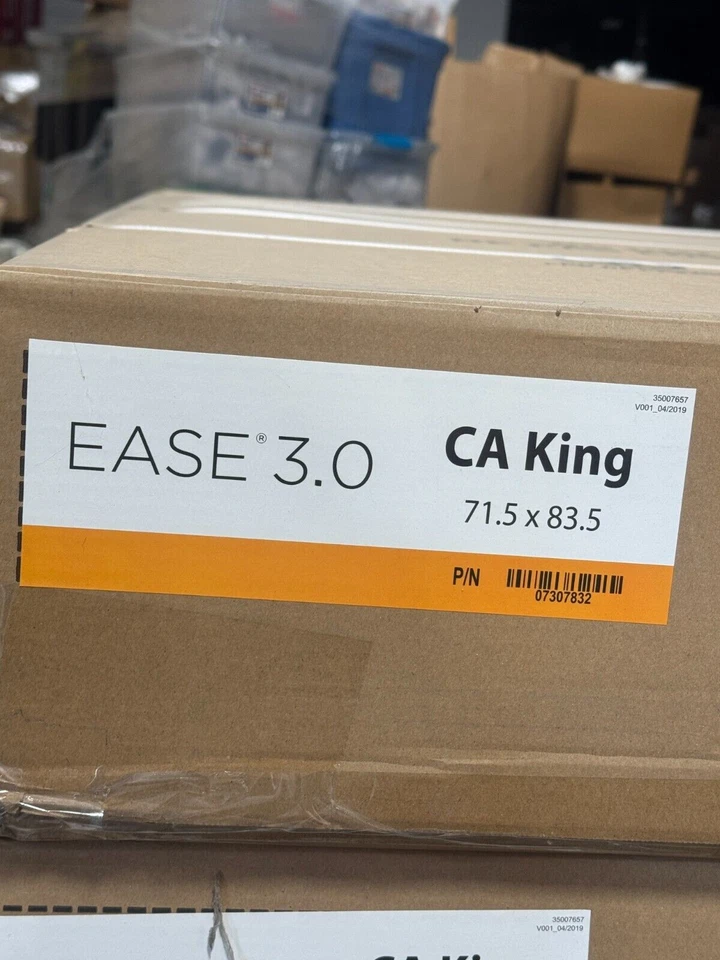 35007657
V001_04/2019
EASE® 3.0
CA King
71.5 x 83.5
P/N
07307832
35007657
V001_04/2019